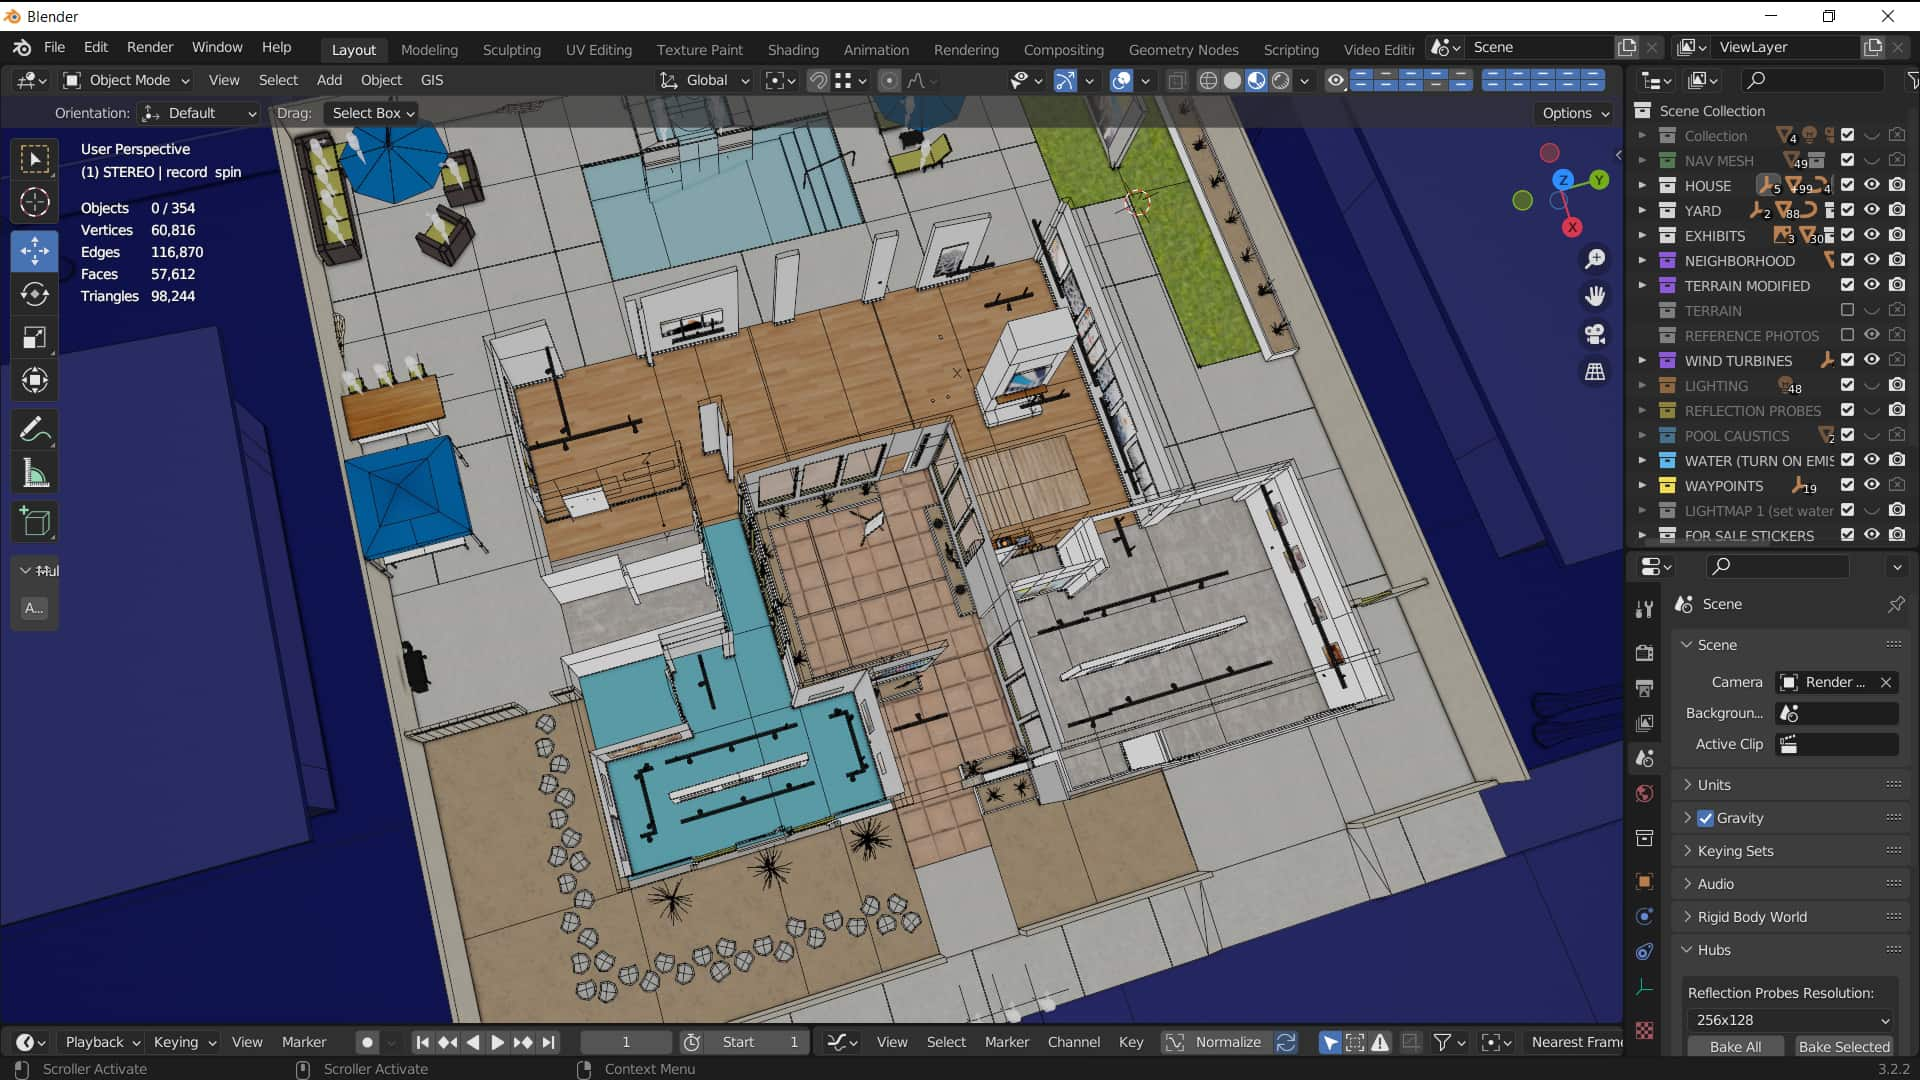 Blender
File Edit Render Window Help Layout Modeling Sculpting UV Editing Texture Paint Shading Animation Rendering Compositing Geometry Nodes Scripting Video Editir Scene ViewLayer
Object Mode View Select Add Object GIS Global
Orientation: Default Drag: Select Box Options
User Perspective
(1) STEREO | record spin
Objects 0 / 354
Vertices 60,816
Edges 116,870
Faces 57,612
Triangles 98,244
A...
Z
Y
X
Scene Collection
Collection 4
NAV MESH 49
HOUSE 5 +99 4
YARD 2 88
EXHIBITS 3 30
NEIGHBORHOOD
TERRAIN MODIFIED
TERRAIN
REFERENCE PHOTOS
WIND TURBINES
LIGHTING 48
REFLECTION PROBES
POOL CAUSTICS 2
WATER (TURN ON EMIS
WAYPOINTS 19
LIGHTMAP 1 (set water
FOR SALE STICKERS
Scene
Scene
Camera Render ...
Backgroun...
Active Clip
Units
Gravity
Keying Sets
Audio
Rigid Body World
Hubs
Reflection Probes Resolution:
256x128
Bake All Bake Selected
Playback Keying View Marker 1 Start 1 View Select Marker Channel Key Normalize Nearest Frame
Scroller Activate Scroller Activate Context Menu 3.2.2